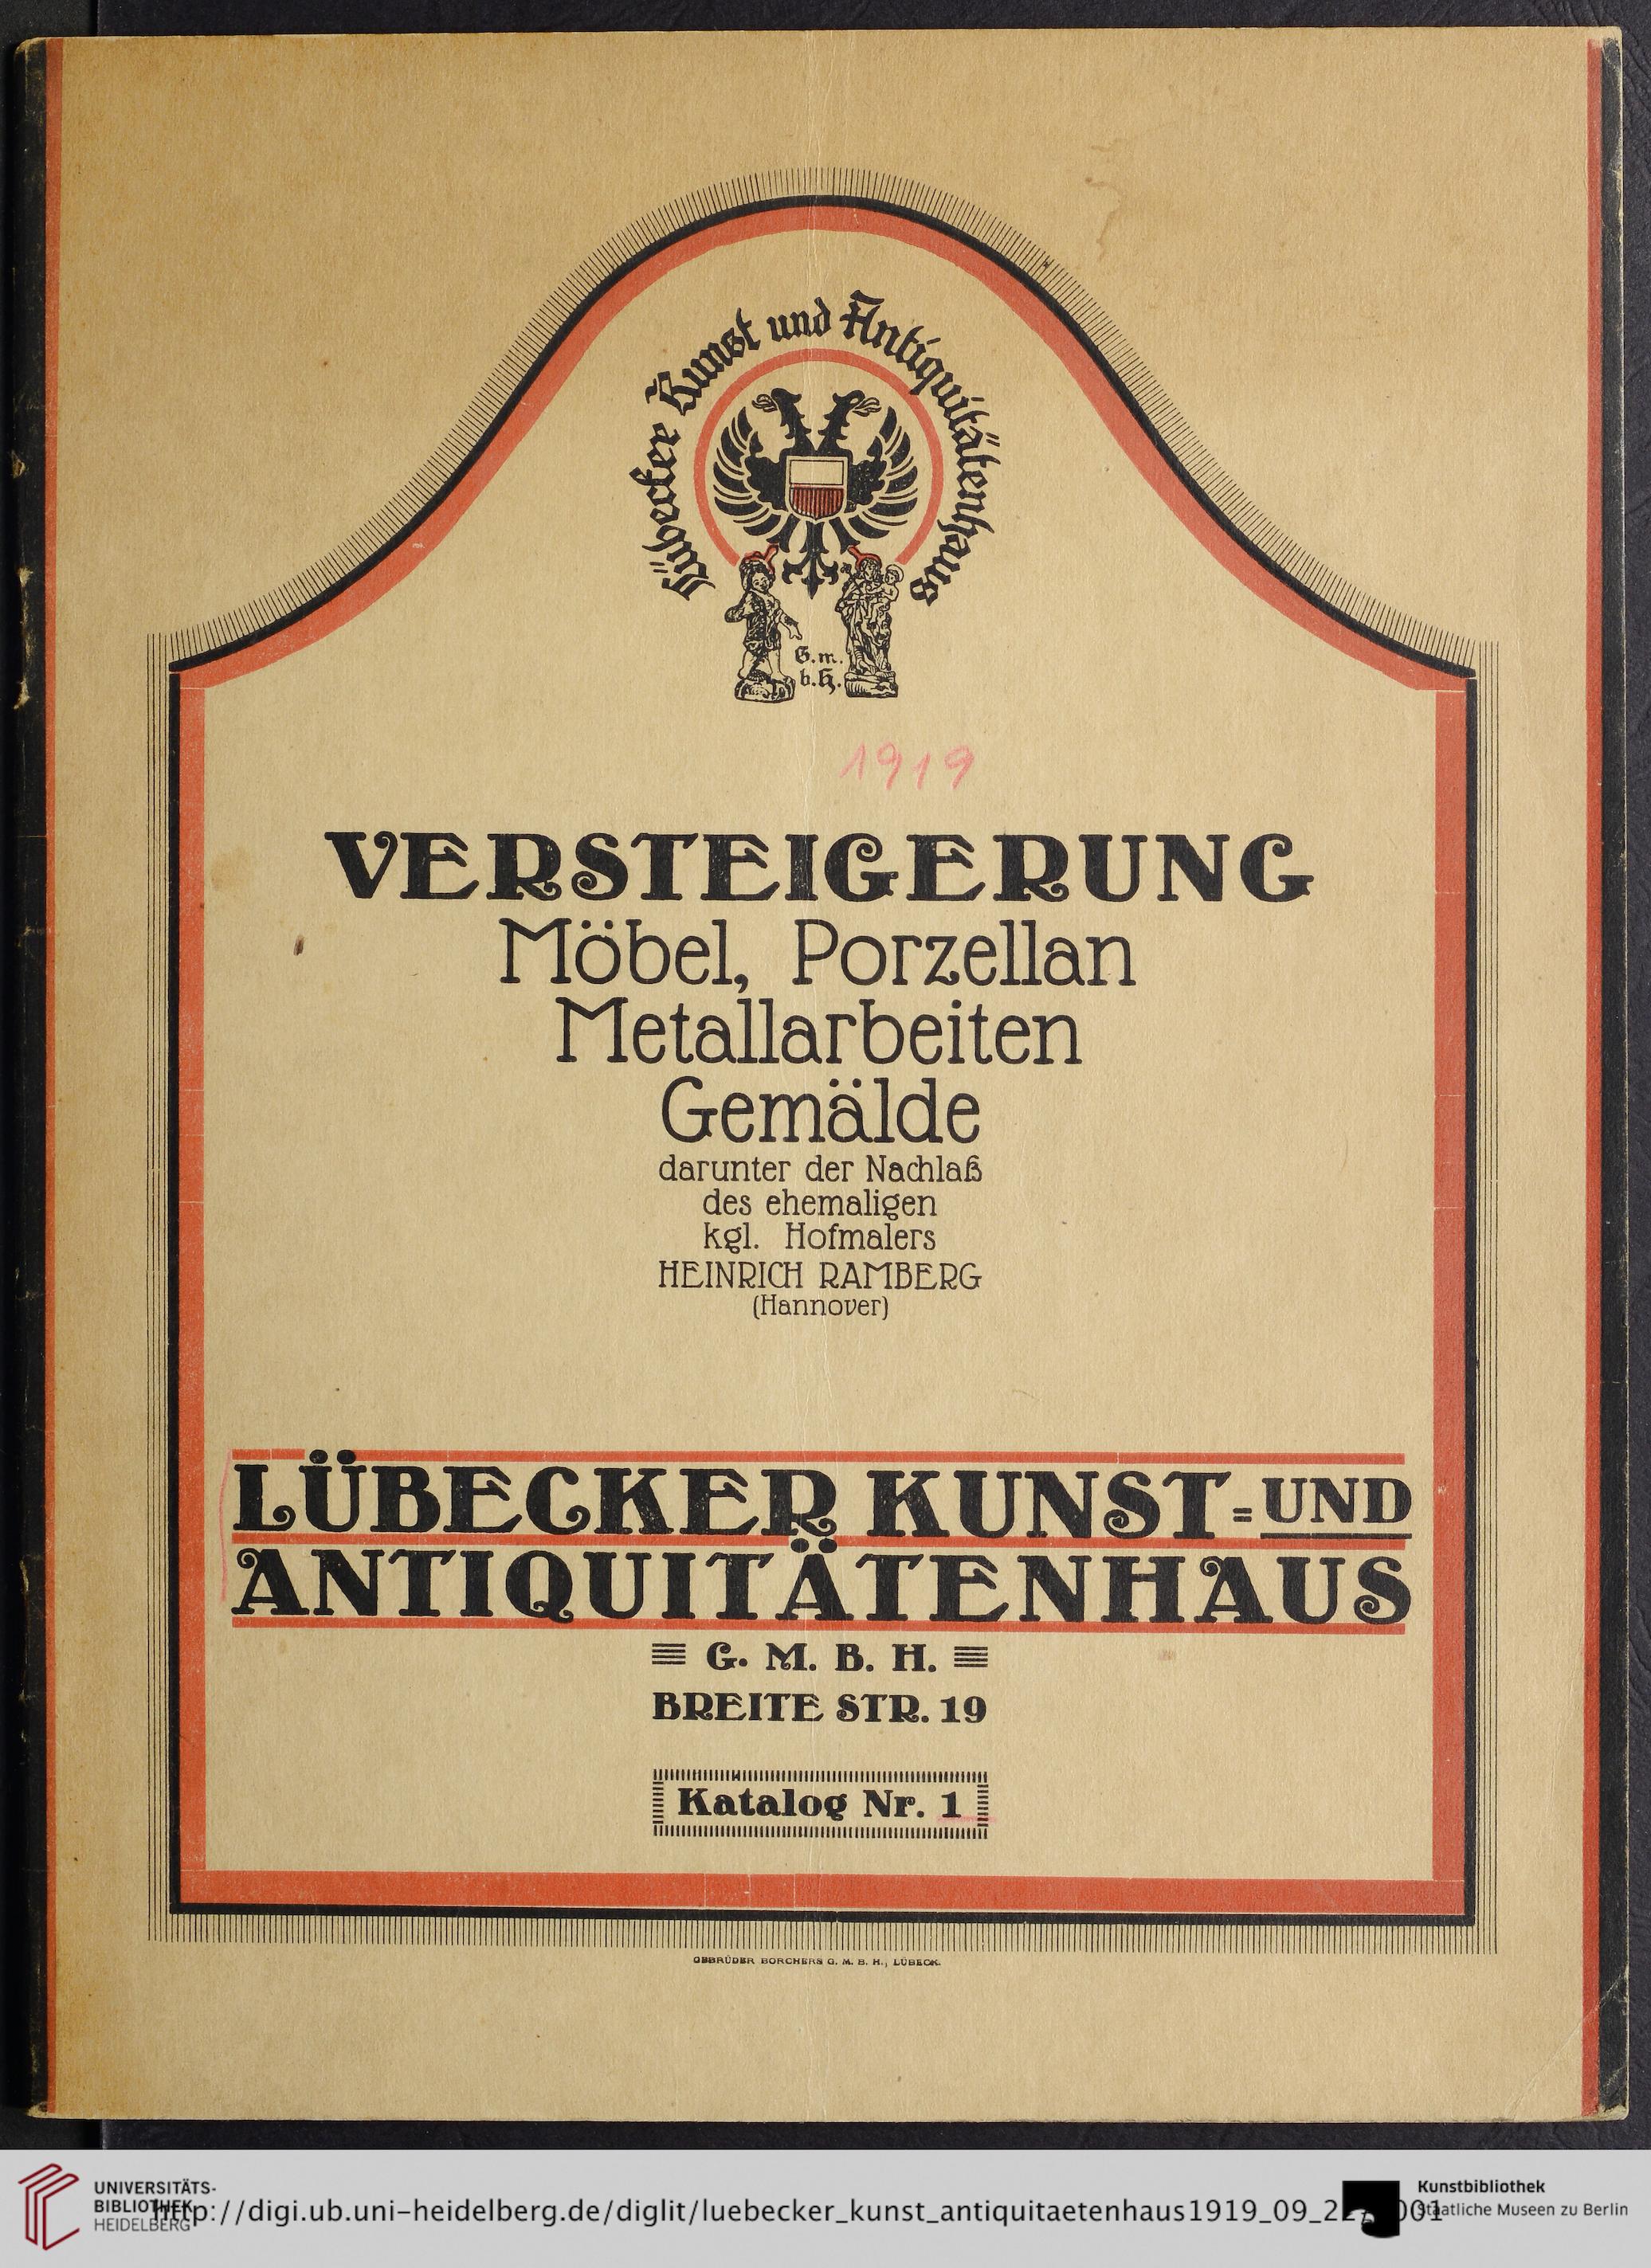 Lübecker Kunst und Antiquitätenhaus
G.m.
b.H.
1919
VERSTEIGERUNG
Möbel, Porzellan
Metallarbeiten
Gemälde
darunter der Nachlaß
des ehemaligen
kgl. Hofmalers
HEINRICH RAMBERG
(Hannover)
LÜBECKER KUNST=UND
ANTIQUITÄTENHAUS
G. M. B. H.
BREITE STR. 19
Katalog Nr. 1
GEBRÜDER BORCHERS G. M. B. H., LÜBECK.
UNIVERSITÄTS-
BIBLIOTHEK
HEIDELBERG
Kunstbibliothek
Staatliche Museen zu Berlin